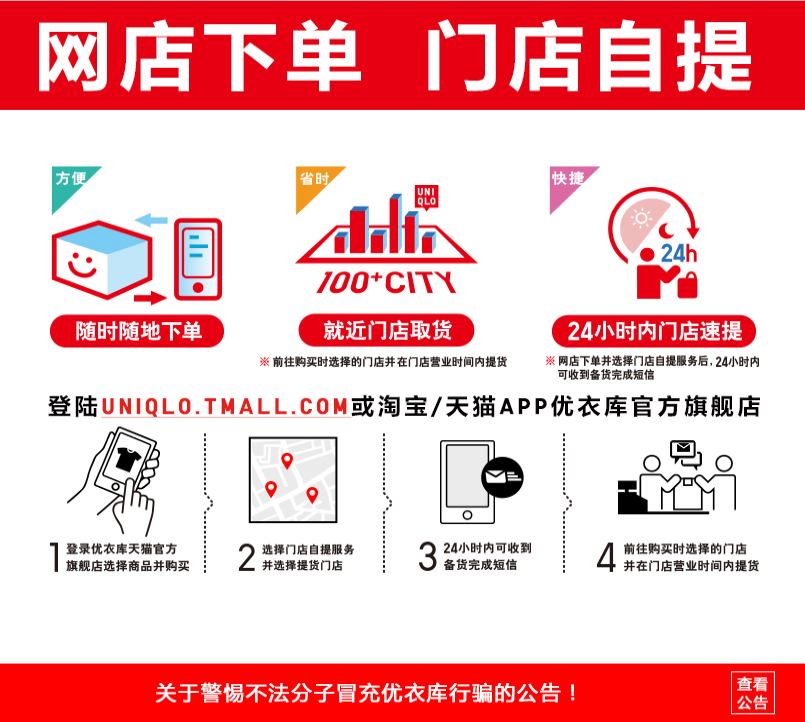 网店下单 门店自提
方便
省时
快捷
UNI
QLO
24h
100+CITY
随时随地下单
就近门店取货
24小时内门店速提
※ 前往购买时选择的门店并在门店营业时间内提货
※ 网店下单并选择门店自提服务后，24小时内
可收到备货完成短信
登陆UNIQLO.TMALL.COM或淘宝/天猫APP优衣库官方旗舰店
1 登录优衣库天猫官方
旗舰店选择商品并购买
2 选择门店自提服务
并选择提货门店
3 24小时内可收到
备货完成短信
4 前往购买时选择的门店
并在门店营业时间内提货
关于警惕不法分子冒充优衣库行骗的公告！
查看
公告